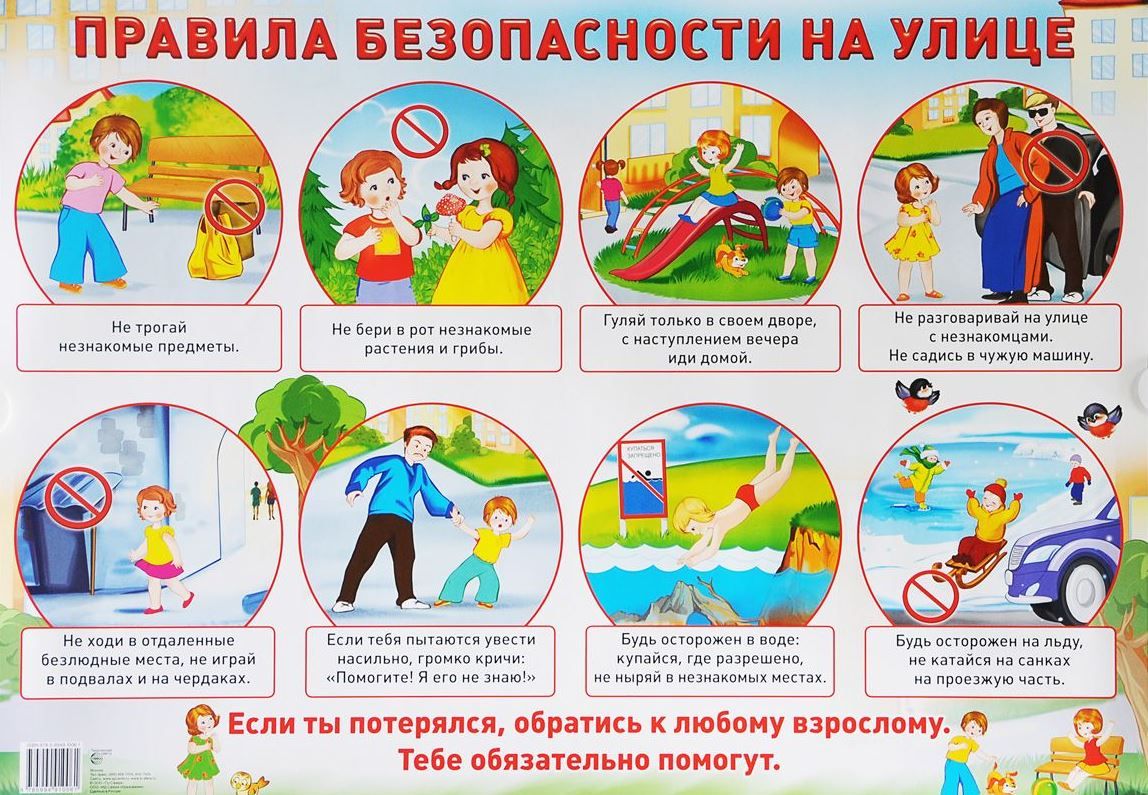 ПРАВИЛА БЕЗОПАСНОСТИ НА УЛИЦЕ
Не трогай
незнакомые предметы.
Не бери в рот незнакомые
растения и грибы.
Гуляй только в своем дворе,
с наступлением вечера
иди домой.
Не разговаривай на улице
с незнакомцами.
Не садись в чужую машину.
КУПАТЬСЯ
ЗАПРЕЩЕНО
Не ходи в отдаленные
безлюдные места, не играй
в подвалах и на чердаках.
Если тебя пытаются увести
насильно, громко кричи:
«Помогите! Я его не знаю!»
Будь осторожен в воде:
купайся, где разрешено,
не ныряй в незнакомых местах.
Будь осторожен на льду,
не катайся на санках
на проезжую часть.
Если ты потерялся, обратись к любому взрослому.
Тебе обязательно помогут.